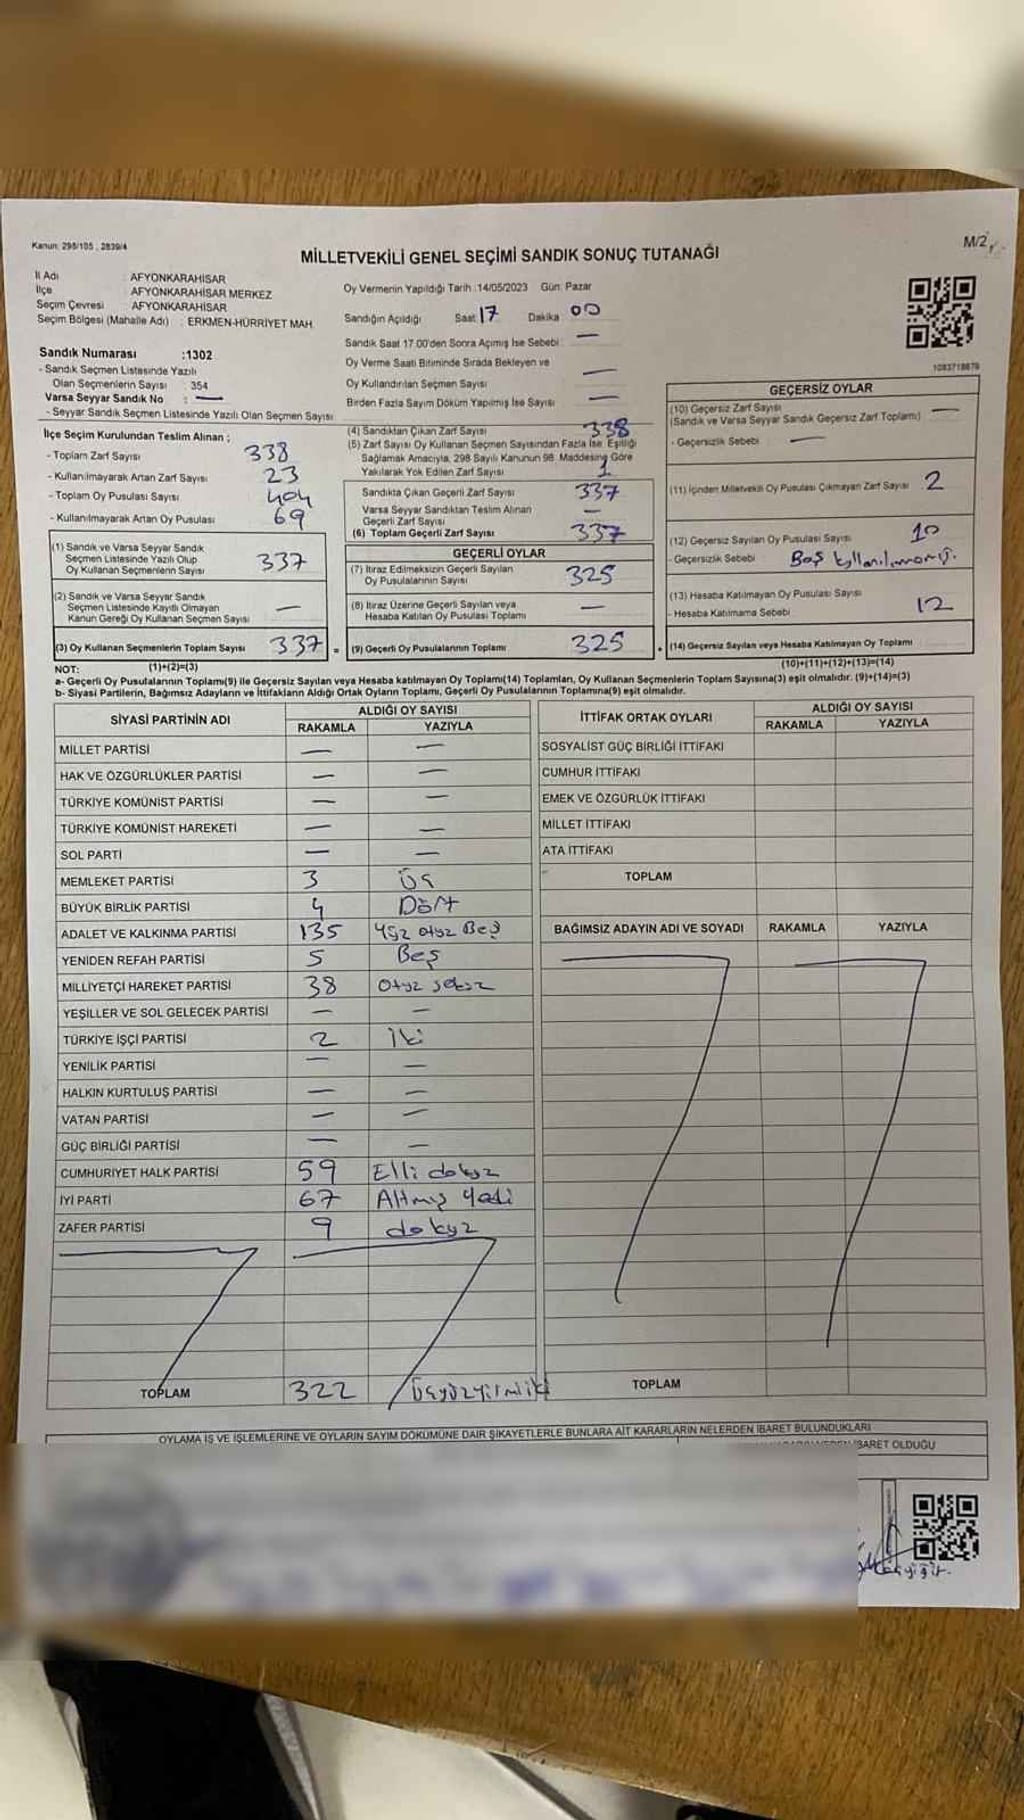 Kanun: 298/105 , 2839/4
M/2
MİLLETVEKİLİ GENEL SEÇİMİ SANDIK SONUÇ TUTANAĞI
İl Adı AFYONKARAHİSAR
İlçe AFYONKARAHİSAR MERKEZ
Seçim Çevresi AFYONKARAHİSAR
Seçim Bölgesi (Mahalle Adı) : ERKMEN-HÜRRİYET MAH.
Sandık Numarası :1302
- Sandık Seçmen Listesinde Yazılı
Olan Seçmenlerin Sayısı : 354
Varsa Seyyar Sandık No : —
- Seyyar Sandık Seçmen Listesinde Yazılı Olan Seçmen Sayısı
Oy Vermenin Yapıldığı Tarih :14/05/2023 Gün: Pazar
Sandığın Açıldığı Saat 17 Dakika 00
Sandık Saat 17.00'den Sonra Açılmış İse Sebebi : —
Oy Verme Saati Bitiminde Sırada Bekleyen ve
Oy Kullandırılan Seçmen Sayısı —
Birden Fazla Sayım Döküm Yapılmış İse Sayısı —
1083718679
İlçe Seçim Kurulundan Teslim Alınan ;
- Toplam Zarf Sayısı 338
- Kullanılmayarak Artan Zarf Sayısı 23
- Toplam Oy Pusulası Sayısı 404
- Kullanılmayarak Artan Oy Pusulası 69
(1) Sandık ve Varsa Seyyar Sandık
Seçmen Listesinde Yazılı Olup
Oy Kullanan Seçmenlerin Sayısı 337
(2) Sandık ve Varsa Seyyar Sandık
Seçmen Listesinde Kayıtlı Olmayan
Kanun Gereği Oy Kullanan Seçmen Sayısı —
(3) Oy Kullanan Seçmenlerin Toplam Sayısı 337 =
(4) Sandıktan Çıkan Zarf Sayısı 338
(5) Zarf Sayısı Oy Kullanan Seçmen Sayısından Fazla İse, Eşitliği
Sağlamak Amacıyla, 298 Sayılı Kanunun 98. Maddesine Göre
Yakılarak Yok Edilen Zarf Sayısı 1
Sandıkta Çıkan Geçerli Zarf Sayısı 337
Varsa Seyyar Sandıktan Teslim Alınan
Geçerli Zarf Sayısı —
(6) Toplam Geçerli Zarf Sayısı 337
GEÇERLİ OYLAR
(7) İtiraz Edilmeksizin Geçerli Sayılan
Oy Pusulalarının Sayısı 325
(8) İtiraz Üzerine Geçerli Sayılan veya
Hesaba Katılan Oy Pusulaları Toplamı —
(9) Geçerli Oy Pusulalarının Toplamı 325
GEÇERSİZ OYLAR
(10) Geçersiz Zarf Sayısı
(Sandık ve Varsa Seyyar Sandık Geçersiz Zarf Toplamı) —
- Geçersizlik Sebebi —
(11) İçinden Milletvekili Oy Pusulası Çıkmayan Zarf Sayısı 2
(12) Geçersiz Sayılan Oy Pusulası Sayısı 10
- Geçersizlik Sebebi Boş kullanılmamış.
(13) Hesaba Katılmayan Oy Pusulası Sayısı
- Hesaba Katılmama Sebebi 12
(14) Geçersiz Sayılan veya Hesaba Katılmayan Oy Toplamı
NOT: (1)+(2)=(3) (10)+(11)+(12)+(13)=(14)
a- Geçerli Oy Pusulalarının Toplamı(9) ile Geçersiz Sayılan veya Hesaba katılmayan Oy Toplamı(14) Toplamları, Oy Kullanan Seçmenlerin Toplam Sayısına(3) eşit olmalıdır. (9)+(14)=(3)
b- Siyasi Partilerin, Bağımsız Adayların ve İttifakların Aldığı Ortak Oyların Toplamı, Geçerli Oy Pusulalarının Toplamına(9) eşit olmalıdır.
SİYASİ PARTİNİN ADI ALDIĞI OY SAYISI
RAKAMLA YAZIYLA
MİLLET PARTİSİ — —
HAK VE ÖZGÜRLÜKLER PARTİSİ — —
TÜRKİYE KOMÜNİST PARTİSİ — —
TÜRKİYE KOMÜNİST HAREKETİ — —
SOL PARTİ — —
MEMLEKET PARTİSİ 3 Üç
BÜYÜK BİRLİK PARTİSİ 4 Dört
ADALET VE KALKINMA PARTİSİ 135 Yüz otuz Beş
YENİDEN REFAH PARTİSİ 5 Beş
MİLLİYETÇİ HAREKET PARTİSİ 38 otuz sekiz
YEŞİLLER VE SOL GELECEK PARTİSİ — —
TÜRKİYE İŞÇİ PARTİSİ 2 İki
YENİLİK PARTİSİ — —
HALKIN KURTULUŞ PARTİSİ — —
VATAN PARTİSİ — —
GÜÇ BİRLİĞİ PARTİSİ — —
CUMHURİYET HALK PARTİSİ 59 Elli dokuz
İYİ PARTİ 67 Altmış Yedi
ZAFER PARTİSİ 9 dokuz
TOPLAM 322 Üçyüzyirmiiki
İTTİFAK ORTAK OYLARI ALDIĞI OY SAYISI
RAKAMLA YAZIYLA
SOSYALİST GÜÇ BİRLİĞİ İTTİFAKI
CUMHUR İTTİFAKI
EMEK VE ÖZGÜRLÜK İTTİFAKI
MİLLET İTTİFAKI
ATA İTTİFAKI
TOPLAM
BAĞIMSIZ ADAYIN ADI VE SOYADI RAKAMLA YAZIYLA
TOPLAM
OYLAMA İŞ VE İŞLEMLERİNE VE OYLARIN SAYIM DÖKÜMÜNE DAİR ŞİKAYETLERLE BUNLARA AİT KARARLARIN NELERDEN İBARET BULUNDUKLARI
İBARET OLDUĞU